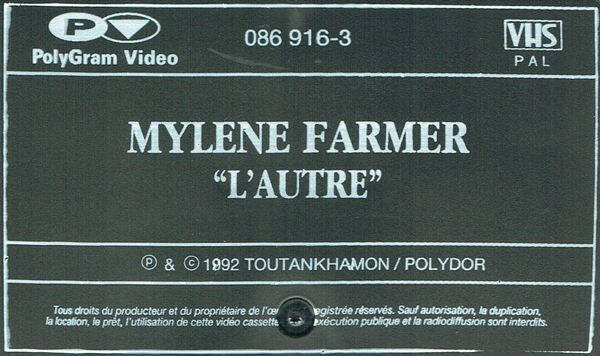 P
086 916-3
VHS
PolyGram Video
PAL
MYLENE FARMER
“L'AUTRE”
℗ & © 1992 TOUTANKHAMON / POLYDOR
Tous droits du producteur et du propriétaire de l'œ registrée réservés. Sauf autorisation, la duplication,
la location, le prêt, l'utilisation de cette vidéo cassette exécution publique et la radiodiffusion sont interdits.